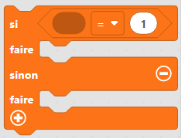 si = 1
faire
sinon
faire